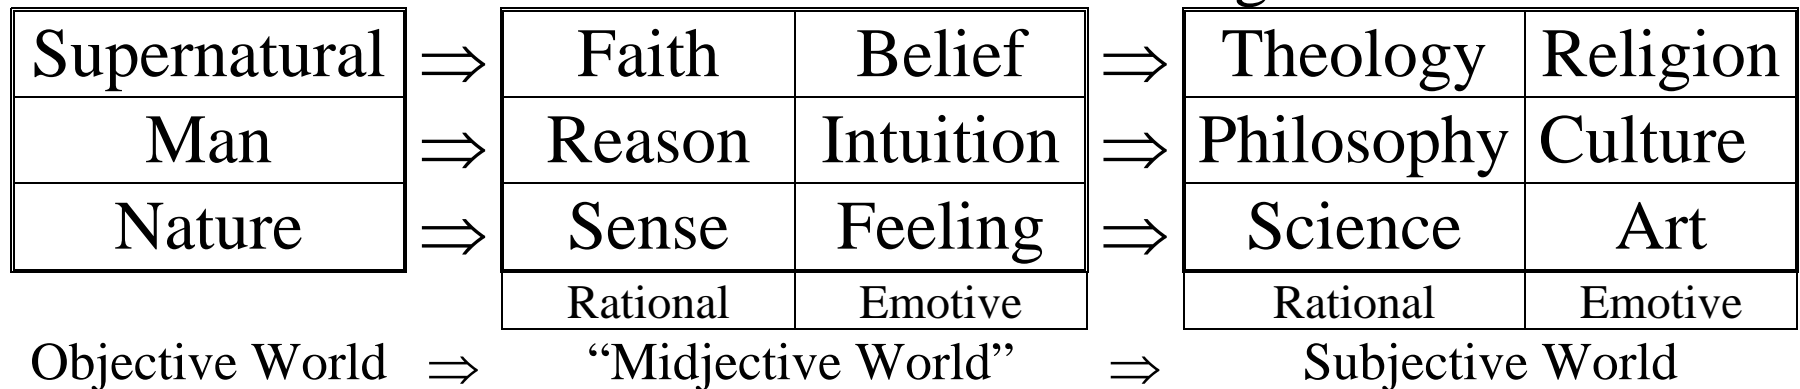 Supernatural ⇒ Faith Belief ⇒ Theology Religion
Man ⇒ Reason Intuition ⇒ Philosophy Culture
Nature ⇒ Sense Feeling ⇒ Science Art
Rational Emotive Rational Emotive
Objective World ⇒ “Midjective World” ⇒ Subjective World